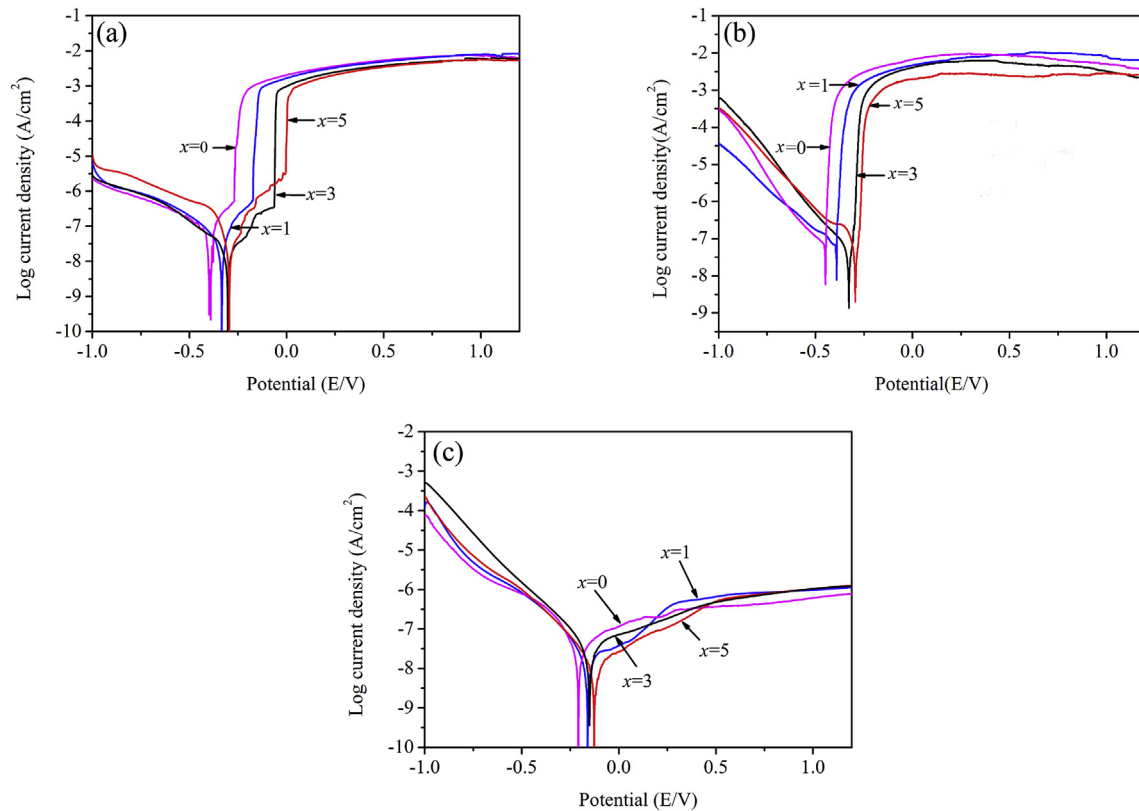 (a)
Log current density (A/cm2)
-1
-2
-3
-4
-5
-6
-7
-8
-9
-10
x=0
x=5
x=3
x=1
-1.0 -0.5 0.0 0.5 1.0
Potential (E/V)
(b)
Log current density(A/cm2)
-1
-2
-3
-4
-5
-6
-7
-8
-9
x=1
x=5
x=0
x=3
-1.0 -0.5 0.0 0.5 1.0
Potential(E/V)
(c)
Log current density (A/cm2)
-2
-3
-4
-5
-6
-7
-8
-9
-10
x=1
x=0
x=5
x=3
-1.0 -0.5 0.0 0.5 1.0
Potential (E/V)